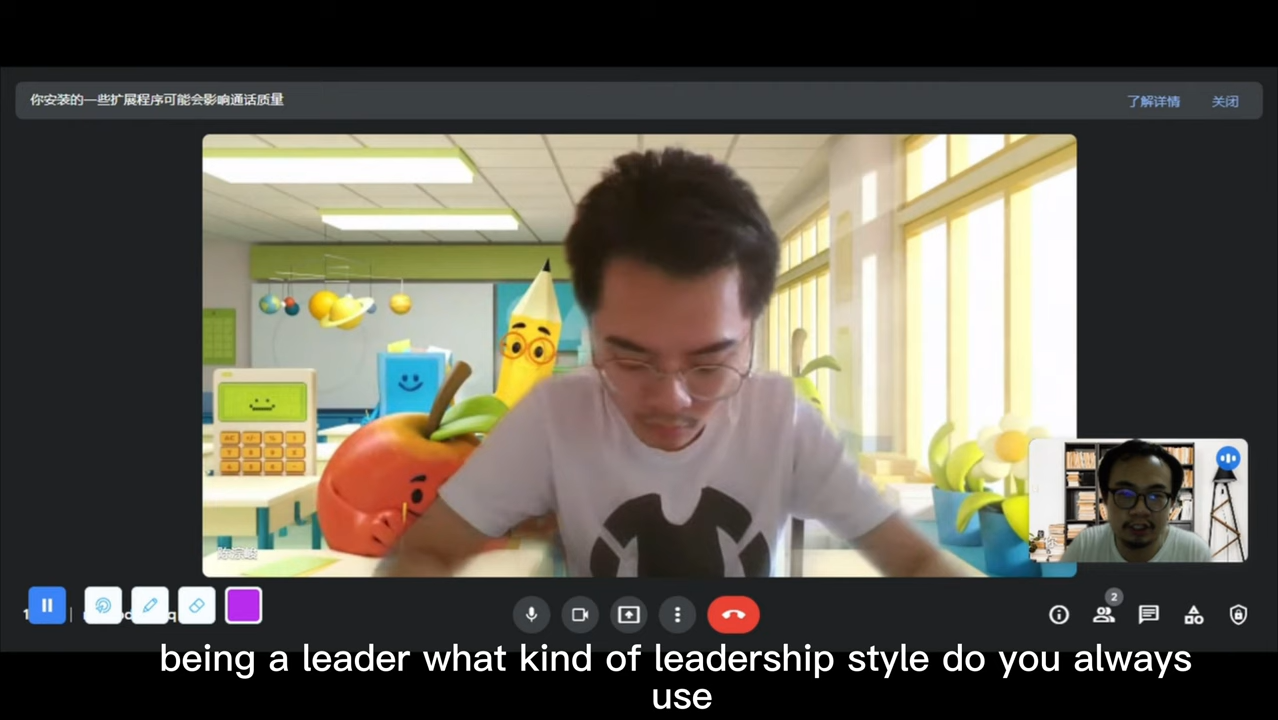 你安装的一些扩展程序可能会影响通话质量
了解详情
关闭
2
being a leader what kind of leadership style do you always
use